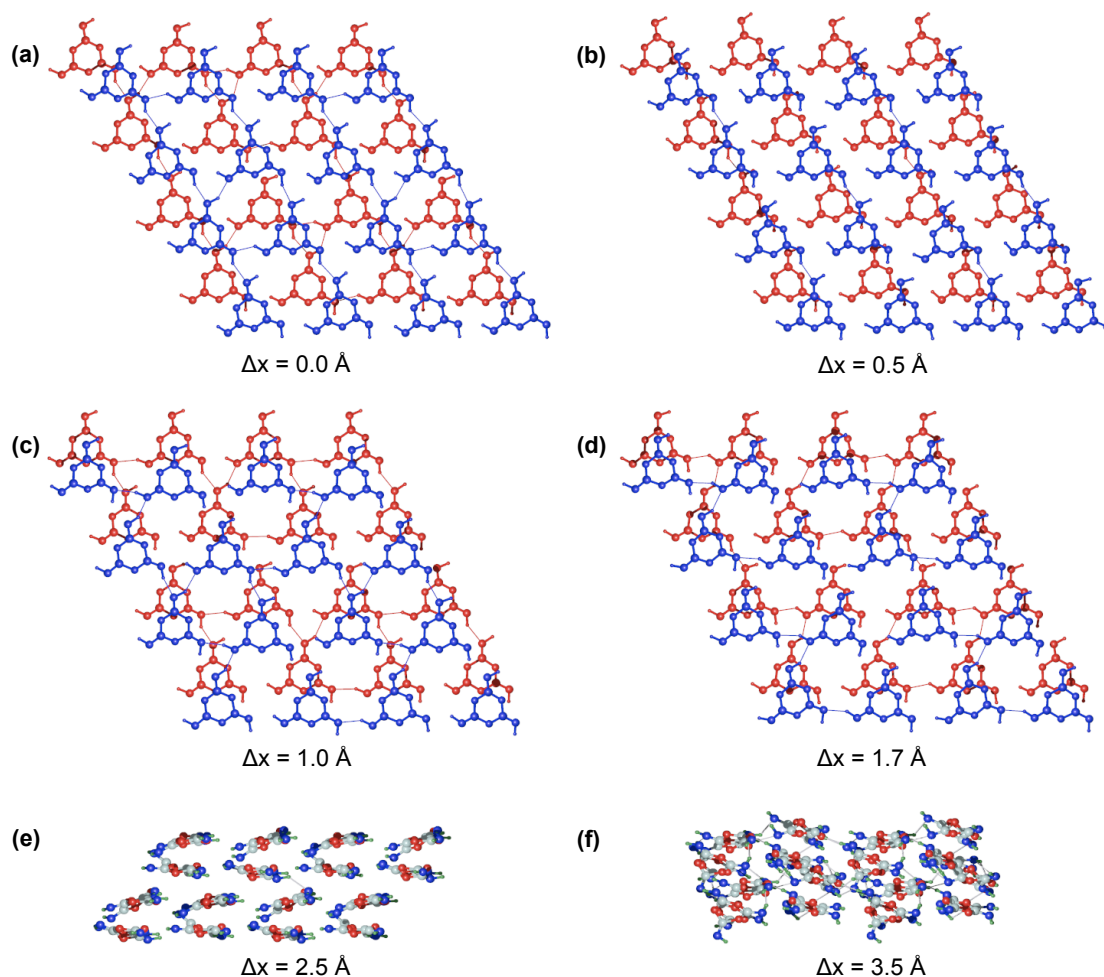 (a)
(b)
Δx = 0.0 Å
Δx = 0.5 Å
(c)
(d)
Δx = 1.0 Å
Δx = 1.7 Å
(e)
(f)
Δx = 2.5 Å
Δx = 3.5 Å